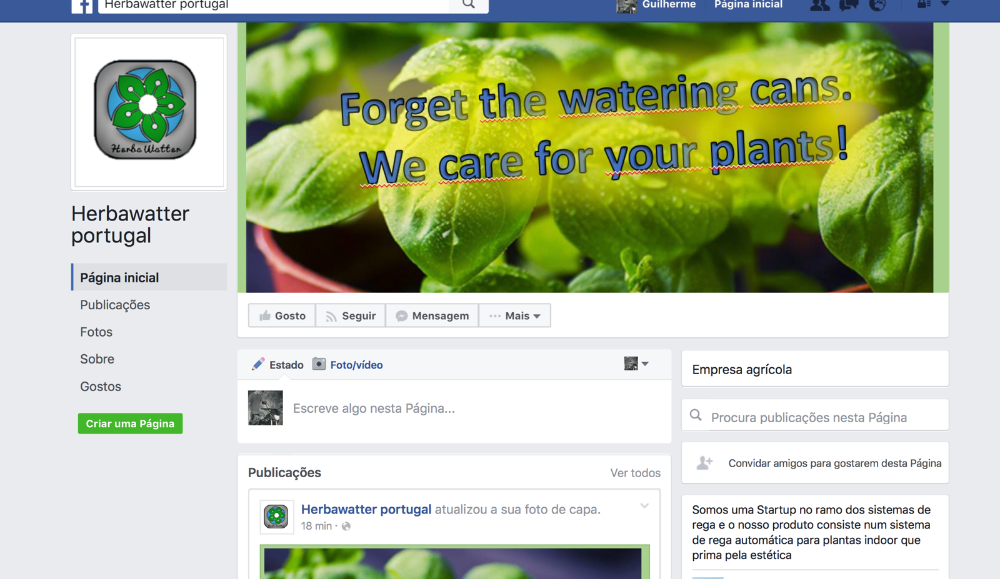 Herbawatter portugal
Guilherme
Página inicial
Herba Watter
Forget the watering cans.
We care for your plants!
Herbawatter
portugal
Página inicial
Publicações
Fotos
Sobre
Gostos
Criar uma Página
Gosto
Seguir
Mensagem
Mais
Estado
Foto/vídeo
Escreve algo nesta Página...
Publicações
Ver todos
Herbawatter portugal atualizou a sua foto de capa.
18 min ·
Empresa agrícola
Procura publicações nesta Página
Convidar amigos para gostarem desta Página
Somos uma Startup no ramo dos sistemas de
rega e o nosso produto consiste num sistema
de rega automática para plantas indoor que
prima pela estética